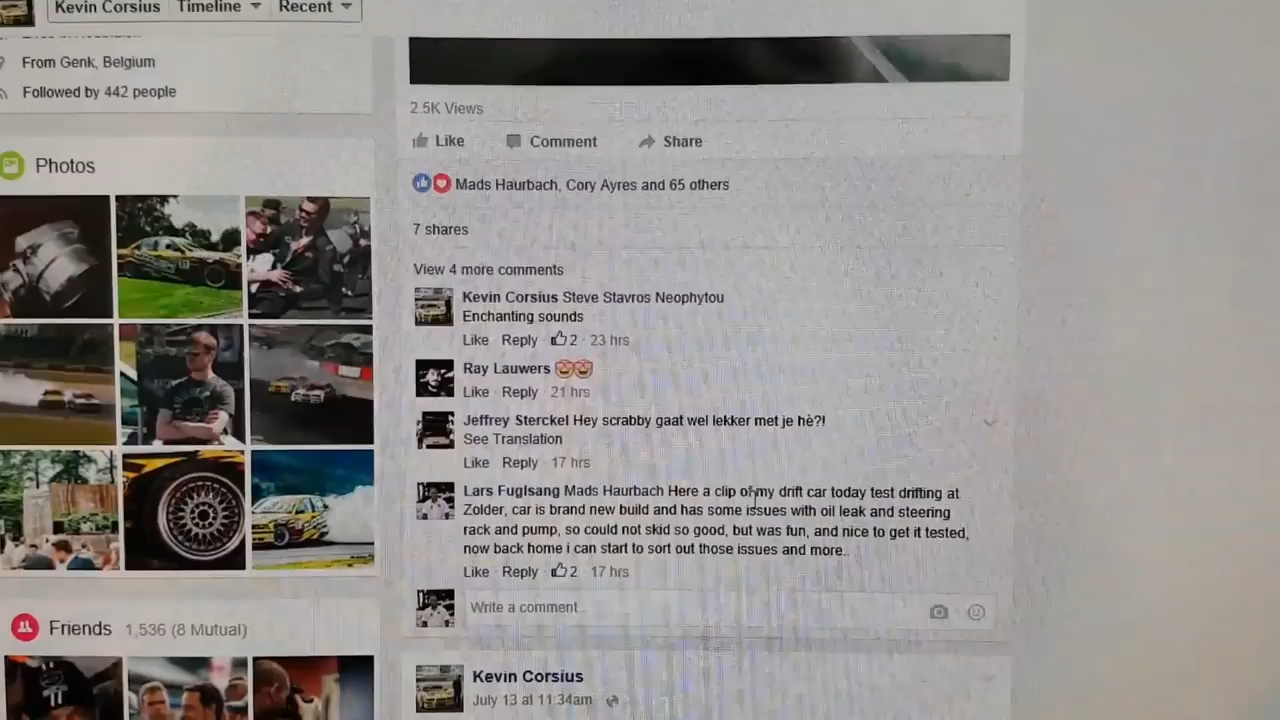 Kevin Corsius Timeline Recent
From Genk, Belgium
Followed by 442 people
Photos
Friends 1,536 (8 Mutual)
2.5K Views
Like Comment Share
Mads Haurbach, Cory Ayres and 65 others
7 shares
View 4 more comments
Kevin Corsius Steve Stavros Neophytou
Enchanting sounds
Like · Reply · 2 · 23 hrs
Ray Lauwers 😍😍
Like · Reply · 21 hrs
Jeffrey Sterckel Hey scrabby gaat wel lekker met je hè?!
See Translation
Like · Reply · 17 hrs
Lars Fuglsang Mads Haurbach Here a clip of my drift car today test drifting at
Zolder, car is brand new build and has some issues with oil leak and steering
rack and pump, so could not skid so good, but was fun, and nice to get it tested,
now back home i can start to sort out those issues and more..
Like · Reply · 2 · 17 hrs
Write a comment...
Kevin Corsius
July 13 at 11:34am